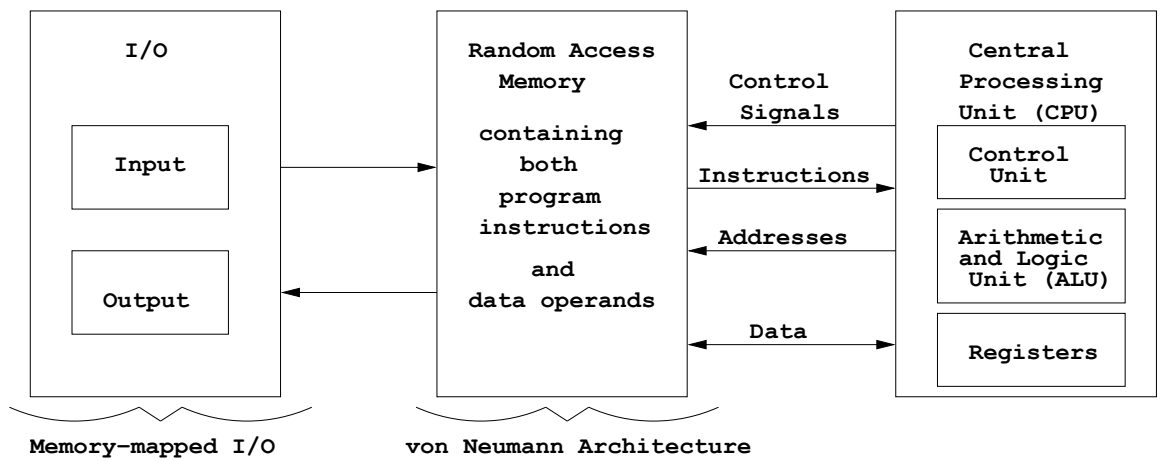 I/O
Input
Output
Memory-mapped I/O
Random Access
Memory
containing
both
program
instructions
and
data operands
von Neumann Architecture
Control
Signals
Instructions
Addresses
Data
Central
Processing
Unit (CPU)
Control
Unit
Arithmetic
and Logic
Unit (ALU)
Registers